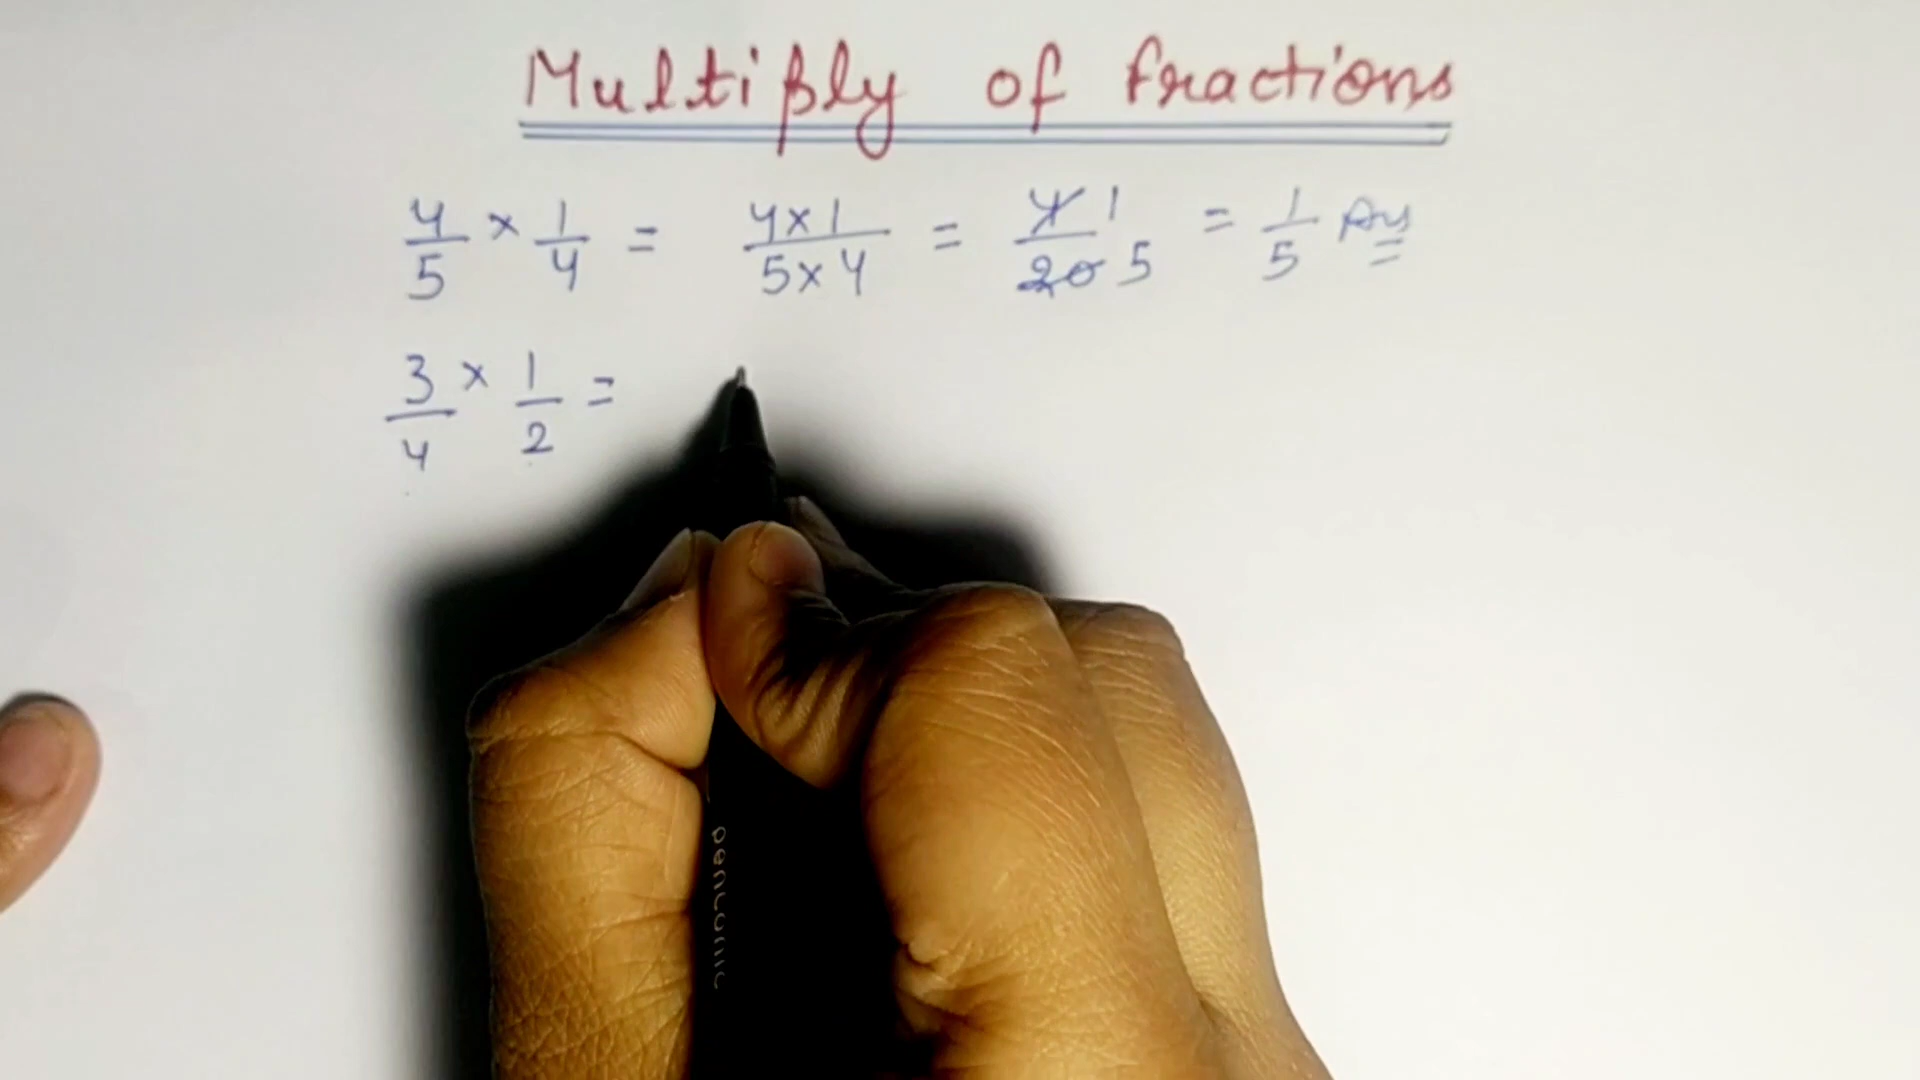 Multiply of fractions
4/5 × 1/4 = 4×1/5×4 = 4 1/20 5 = 1/5 Ans
3/4 × 1/2 =
pentonic